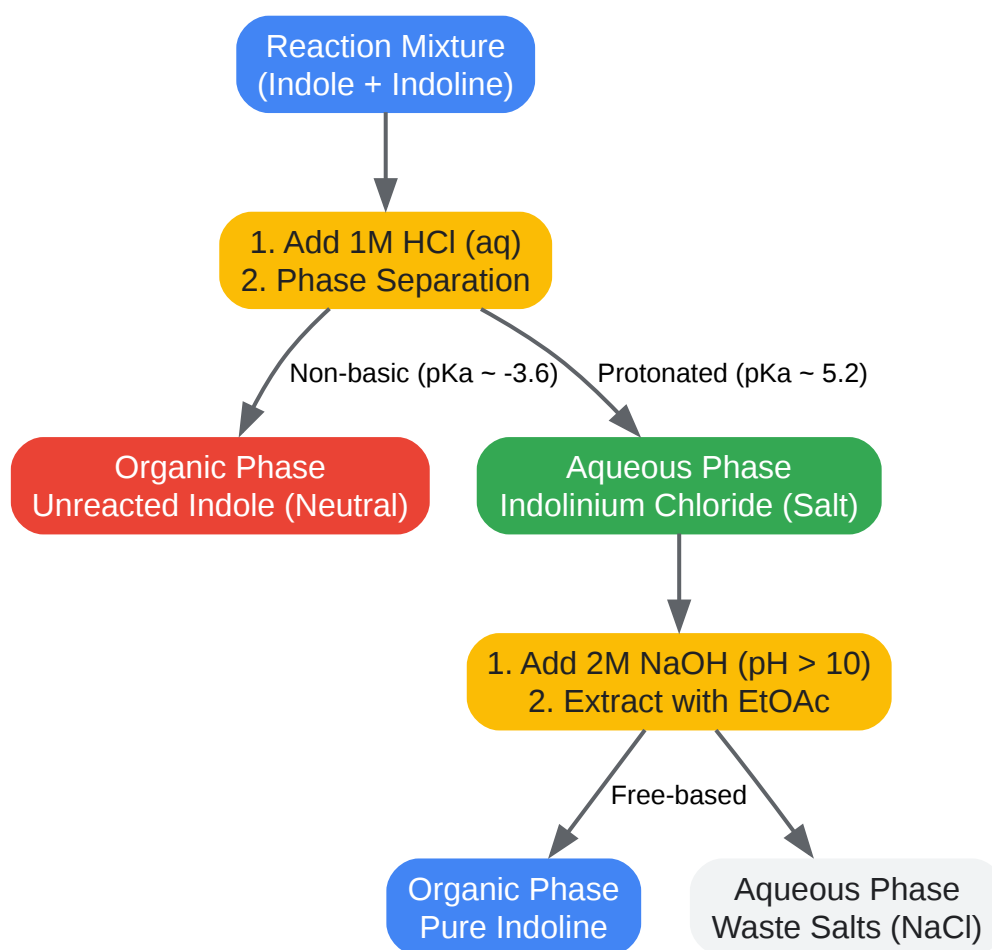 Reaction Mixture
(Indole + Indoline)
1. Add 1M HCl (aq)
2. Phase Separation
Non-basic (pKa ~ -3.6)
Protonated (pKa ~ 5.2)
Organic Phase
Unreacted Indole (Neutral)
Aqueous Phase
Indolinium Chloride (Salt)
1. Add 2M NaOH (pH > 10)
2. Extract with EtOAc
Free-based
Organic Phase
Pure Indoline
Aqueous Phase
Waste Salts (NaCl)